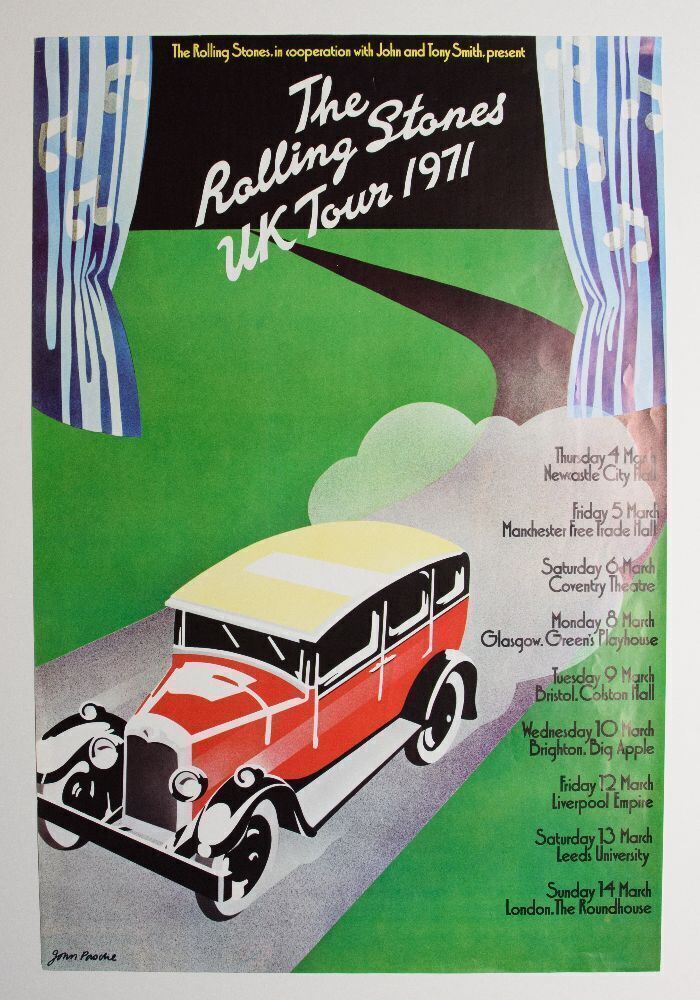 The Rolling Stones. in cooperation with John and Tony Smith. present
The
Rolling Stones
UK Tour 1971
Thursday 4 March
Newcastle City Hall
Friday 5 March
Manchester Free Trade Hall
Saturday 6 March
Coventry Theatre
Monday 8 March
Glasgow. Green's Playhouse
Tuesday 9 March
Bristol. Colston Hall
Wednesday 10 March
Brighton. Big Apple
Friday 12 March
Liverpool Empire
Saturday 13 March
Leeds University
Sunday 14 March
London. The Roundhouse
John Pasche